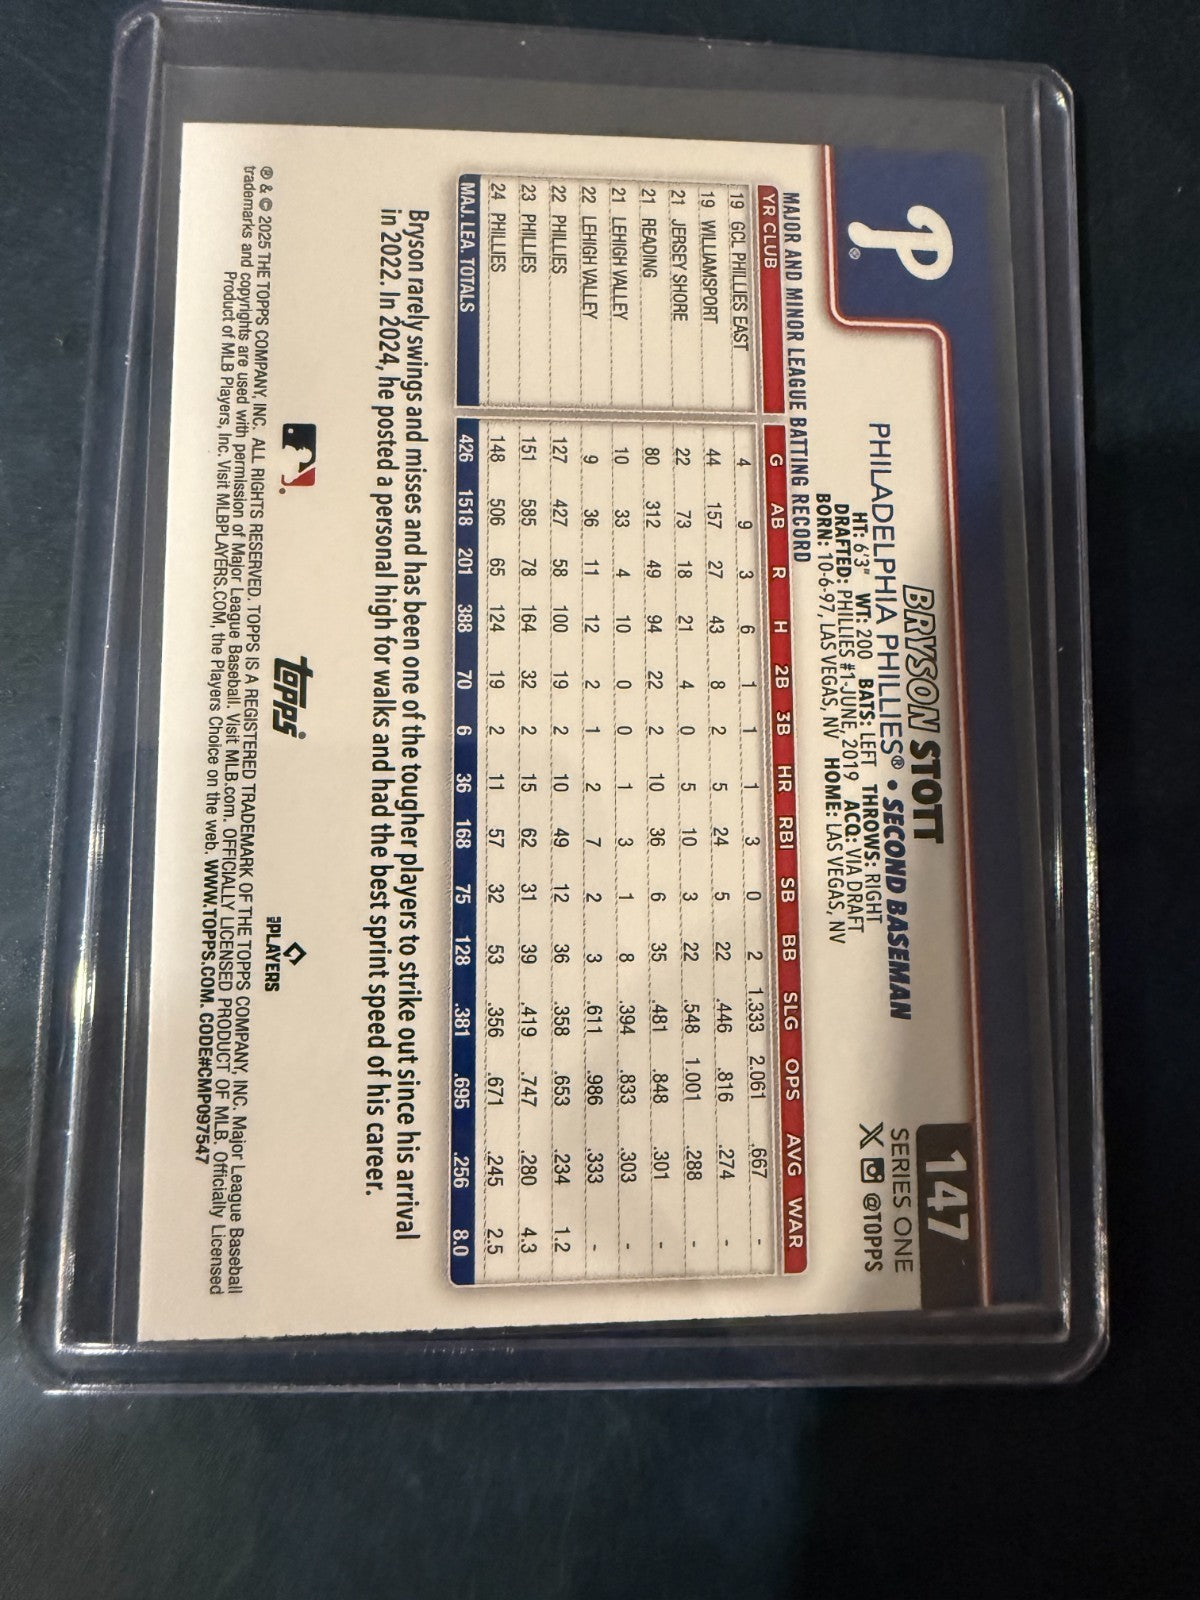 P®
147
BRYSON STOTT
SERIES ONE
PHILADELPHIA PHILLIES® • SECOND BASEMAN
X @TOPPS
HT: 6'3" WT: 200 BATS: LEFT THROWS: RIGHT
DRAFTED: PHILLIES #1-JUNE, 2019 ACQ: VIA DRAFT
BORN: 10-6-97, LAS VEGAS, NV HOME: LAS VEGAS, NV
MAJOR AND MINOR LEAGUE BATTING RECORD
YR CLUB G AB R H 2B 3B HR RBI SB BB SLG OPS AVG WAR
19 GCL PHILLIES EAST 4 9 3 6 1 1 1 3 0 2 1.333 2.061 .667 -
19 WILLIAMSPORT 44 157 27 43 8 2 5 24 5 22 .446 .816 .274 -
21 JERSEY SHORE 22 73 18 21 4 0 5 10 3 22 .548 1.001 .288 -
21 READING 80 312 49 94 22 2 10 36 6 35 .481 .848 .301 -
21 LEHIGH VALLEY 10 33 4 10 0 0 1 3 1 8 .394 .833 .303 -
22 LEHIGH VALLEY 9 36 11 12 2 1 2 7 2 3 .611 .986 .333 -
22 PHILLIES 127 427 58 100 19 2 10 49 12 36 .358 .653 .234 1.2
23 PHILLIES 151 585 78 164 32 2 15 62 31 39 .419 .747 .280 4.3
24 PHILLIES 148 506 65 124 19 2 11 57 32 53 .356 .671 .245 2.5
MAJ. LEA. TOTALS 426 1518 201 388 70 6 36 168 75 128 .381 .695 .256 8.0
Bryson rarely swings and misses and has been one of the tougher players to strike out since his arrival
in 2022. In 2024, he posted a personal high for walks and had the best sprint speed of his career.
topps®
PLAYERS
® & © 2025 THE TOPPS COMPANY, INC. ALL RIGHTS RESERVED. TOPPS IS A REGISTERED TRADEMARK OF THE TOPPS COMPANY, INC. Major League Baseball
trademarks and copyrights are used with permission of Major League Baseball. Visit MLB.com. OFFICIALLY LICENSED PRODUCT OF MLB. Officially Licensed
Product of MLB Players, Inc. Visit MLBPLAYERS.COM, the Players Choice on the web. WWW.TOPPS.COM. CODE#CMP097547